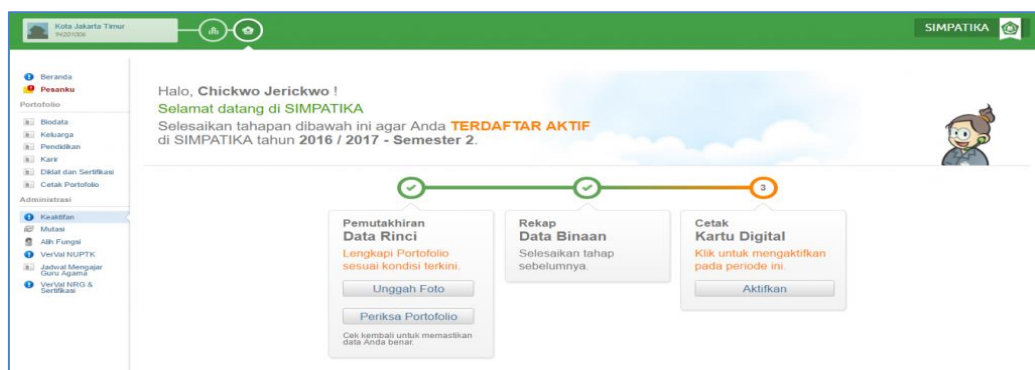 Kota Jakarta Timur
SIMPATIKA
Beranda
Pesanku
Portofolio
Biodata
Keluarga
Pendidikan
Karir
Diklat dan Sertifikasi
Cetak Portofolio
Administrasi
Keaktifan
Mutasi
Alih Fungsi
VerVal NUPTK
Jadwal Mengajar
Guru Agama
VerVal NRG &
Sertifikasi
Halo, Chickwo Jerickwo !
Selamat datang di SIMPATIKA
Selesaikan tahapan dibawah ini agar Anda TERDAFTAR AKTIF
di SIMPATIKA tahun 2016 / 2017 - Semester 2.
Pemutakhiran
Data Rinci
Lengkapi Portofolio
sesuai kondisi terkini.
Unggah Foto
Periksa Portofolio
Cek kembali untuk memastikan
data Anda benar.
Rekap
Data Binaan
Selesaikan tahap
sebelumnya.
3
Cetak
Kartu Digital
Klik untuk mengaktifkan
pada periode ini.
Aktifkan